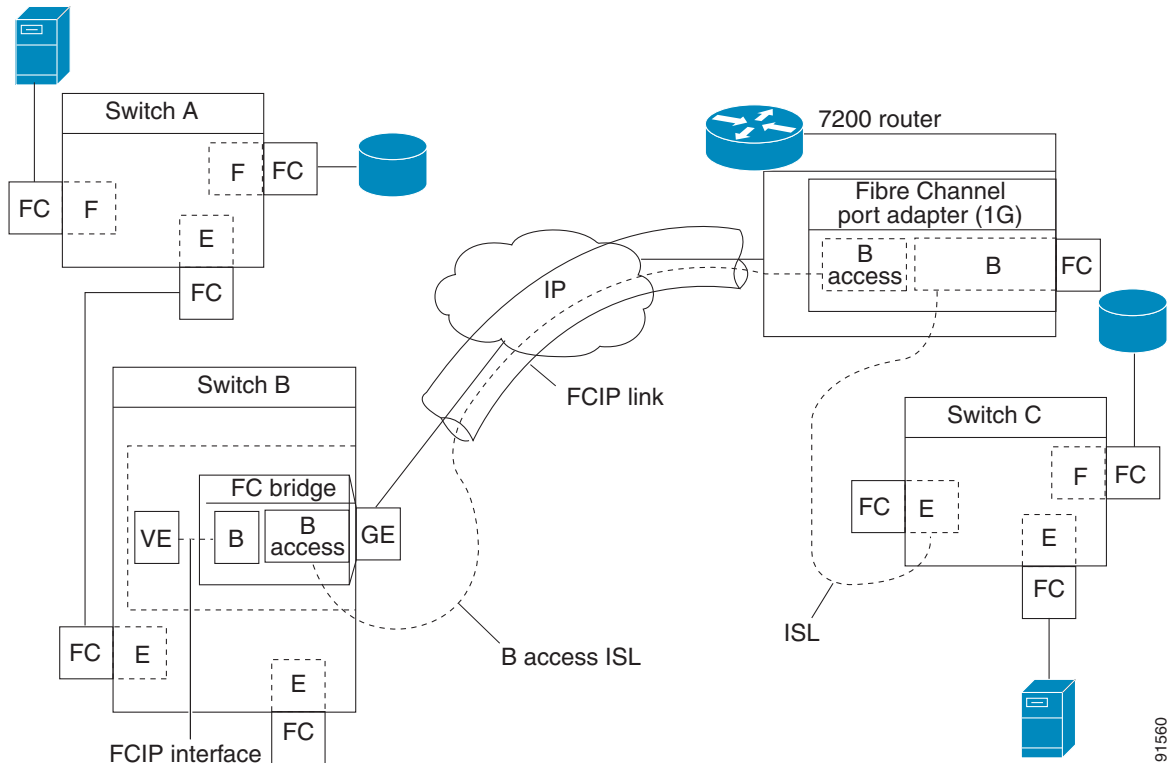 Switch A
F
FC
FC
F
E
FC
7200 router
Fibre Channel
port adapter (1G)
B
access
B
FC
IP
FCIP link
Switch B
FC bridge
VE
B
B
access
GE
FC
E
E
FC
FCIP interface
B access ISL
Switch C
F
FC
FC
E
E
FC
ISL
91560